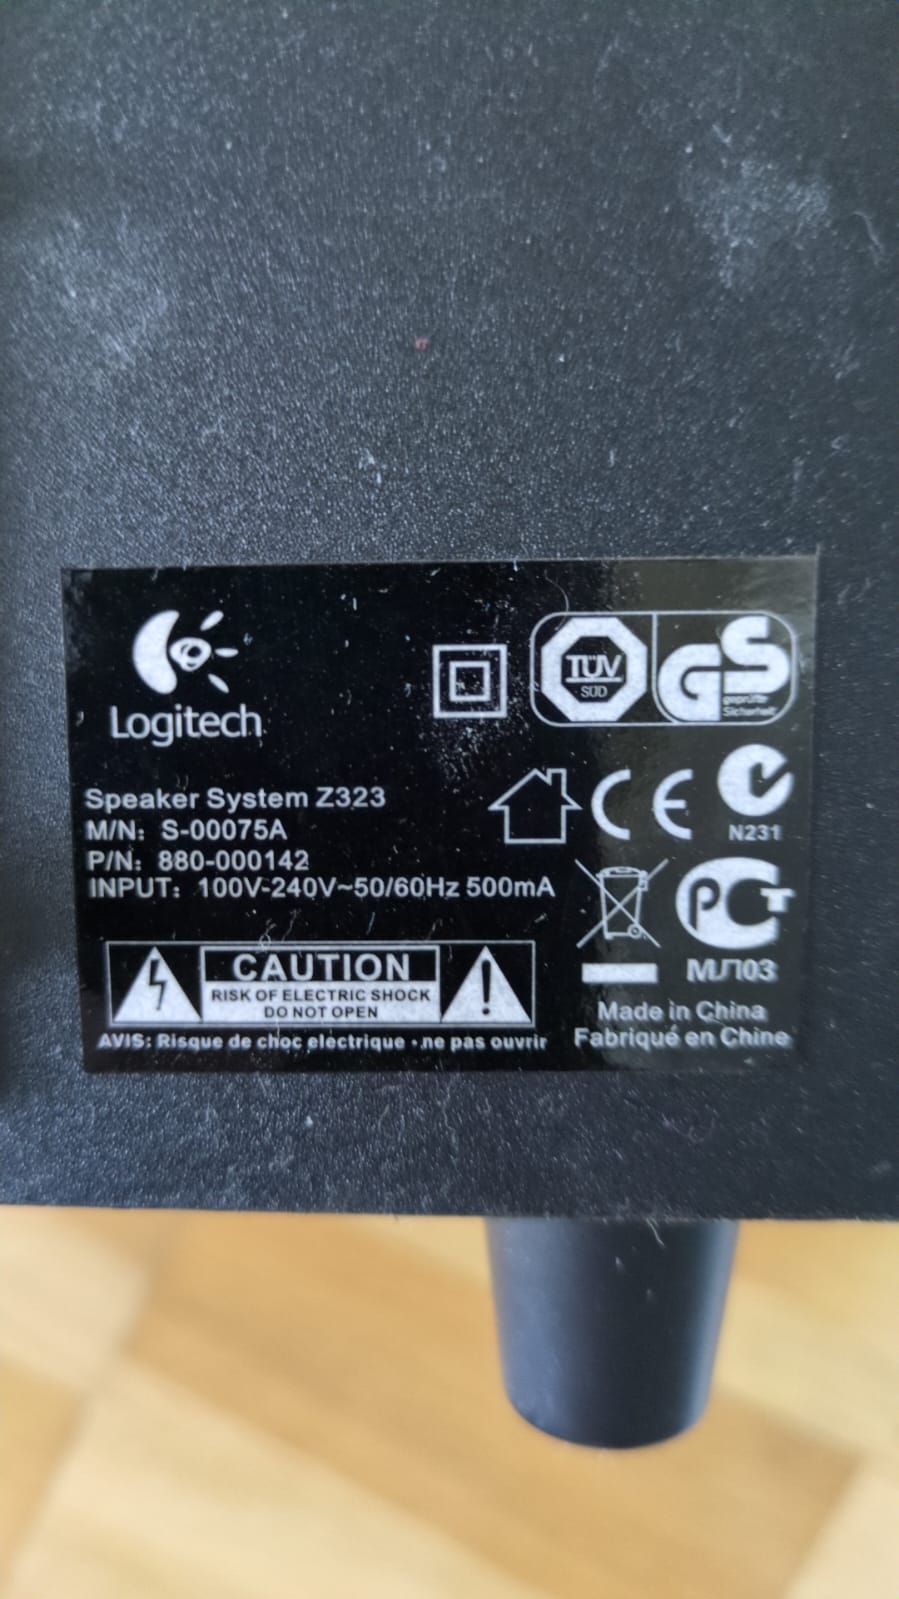 Logitech
TÜV
SÜD
GS
geprüfte
Sicherheit
Speaker System Z323
M/N: S-00075A
P/N: 880-000142
INPUT: 100V-240V~50/60Hz 500mA
CE
N231
PCT
МЛ03
CAUTION
RISK OF ELECTRIC SHOCK
DO NOT OPEN
AVIS: Risque de choc electrique • ne pas ouvrir
Made in China
Fabriqué en Chine